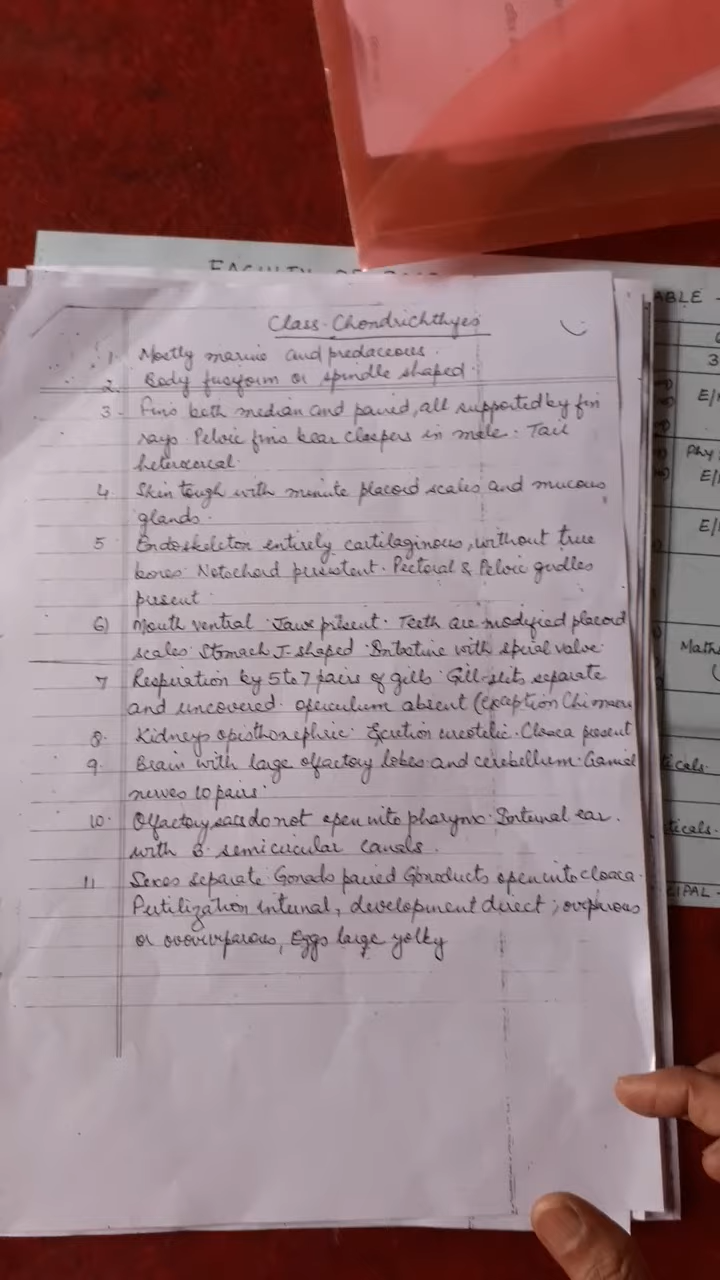 FACULTY OF
Class-Chondrichthyes
1. Mostly marine and predaceous.
2. Body fusiform or spindle shaped.
3. Fins both median and paired, all supported by fin
rays. Pelvic fins bear claspers in male. Tail
heterocercal.
4. Skin tough with minute placoid scales and mucous
glands.
5. Endoskeleton entirely cartilaginous, without true
bones. Notochord persistent. Pectoral & Pelvic girdles
present.
6) Mouth ventral. Jaws present. Teeth are modified placoid
scales. Stomach J-shaped. Intestine with spiral valve.
7. Respiration by 5 to 7 pairs of gills. Gill-slits separate
and uncovered. operculum absent (exception Chimaera
8. Kidneys opisthonephric. Excretion ureotelic. Cloaca present
9. Brain with large olfactory lobes and cerebellum. Cranial
nerves 10 pairs.
10. Olfactory sacs do not open into pharynx. Internal ear.
with 3 semicircular canals.
11 Sexes separate. Gonads paired Gonoducts open into cloaca.
Fertilization internal, development direct; oviparous
or ovoviviparous, Eggs large yolky
ABLE -
3
E/
Phy
E/
E/
Math
ticals.
ticals.
CIPAL -